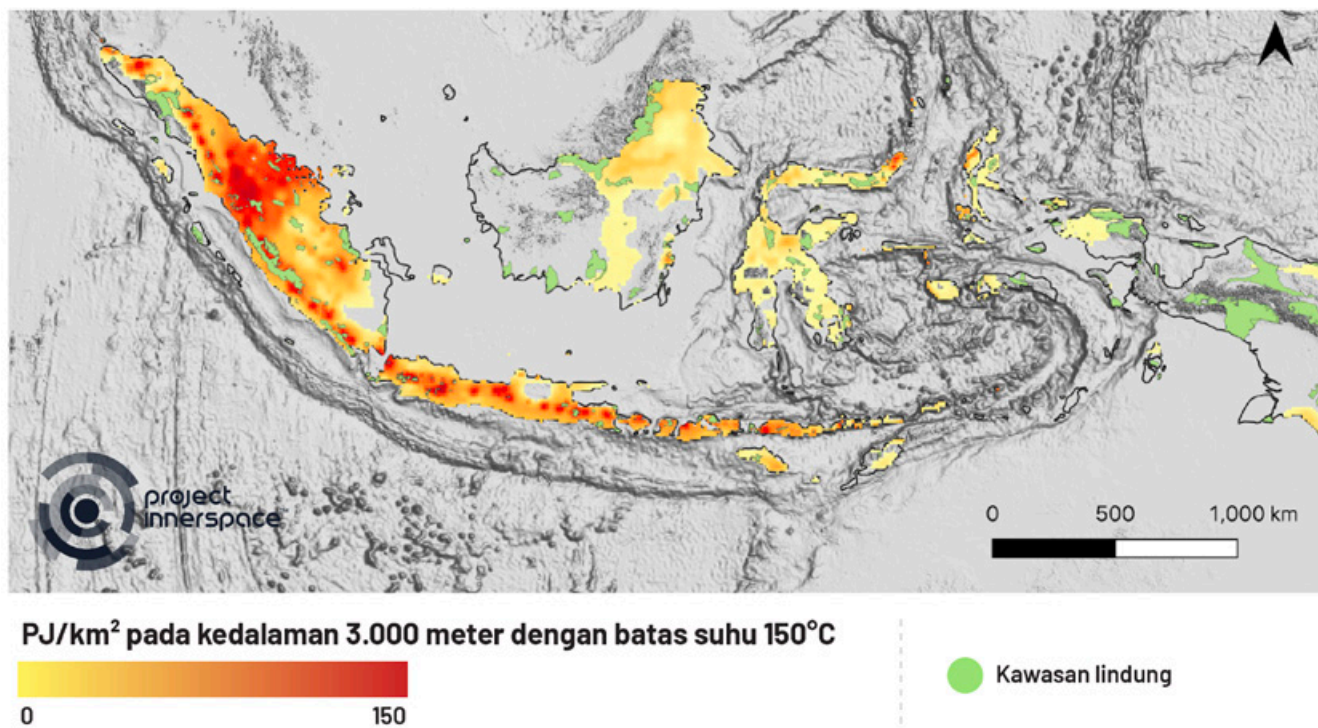 project
innerspace
0 500 1,000 km
PJ/km² pada kedalaman 3.000 meter dengan batas suhu 150°C
0 150
Kawasan lindung